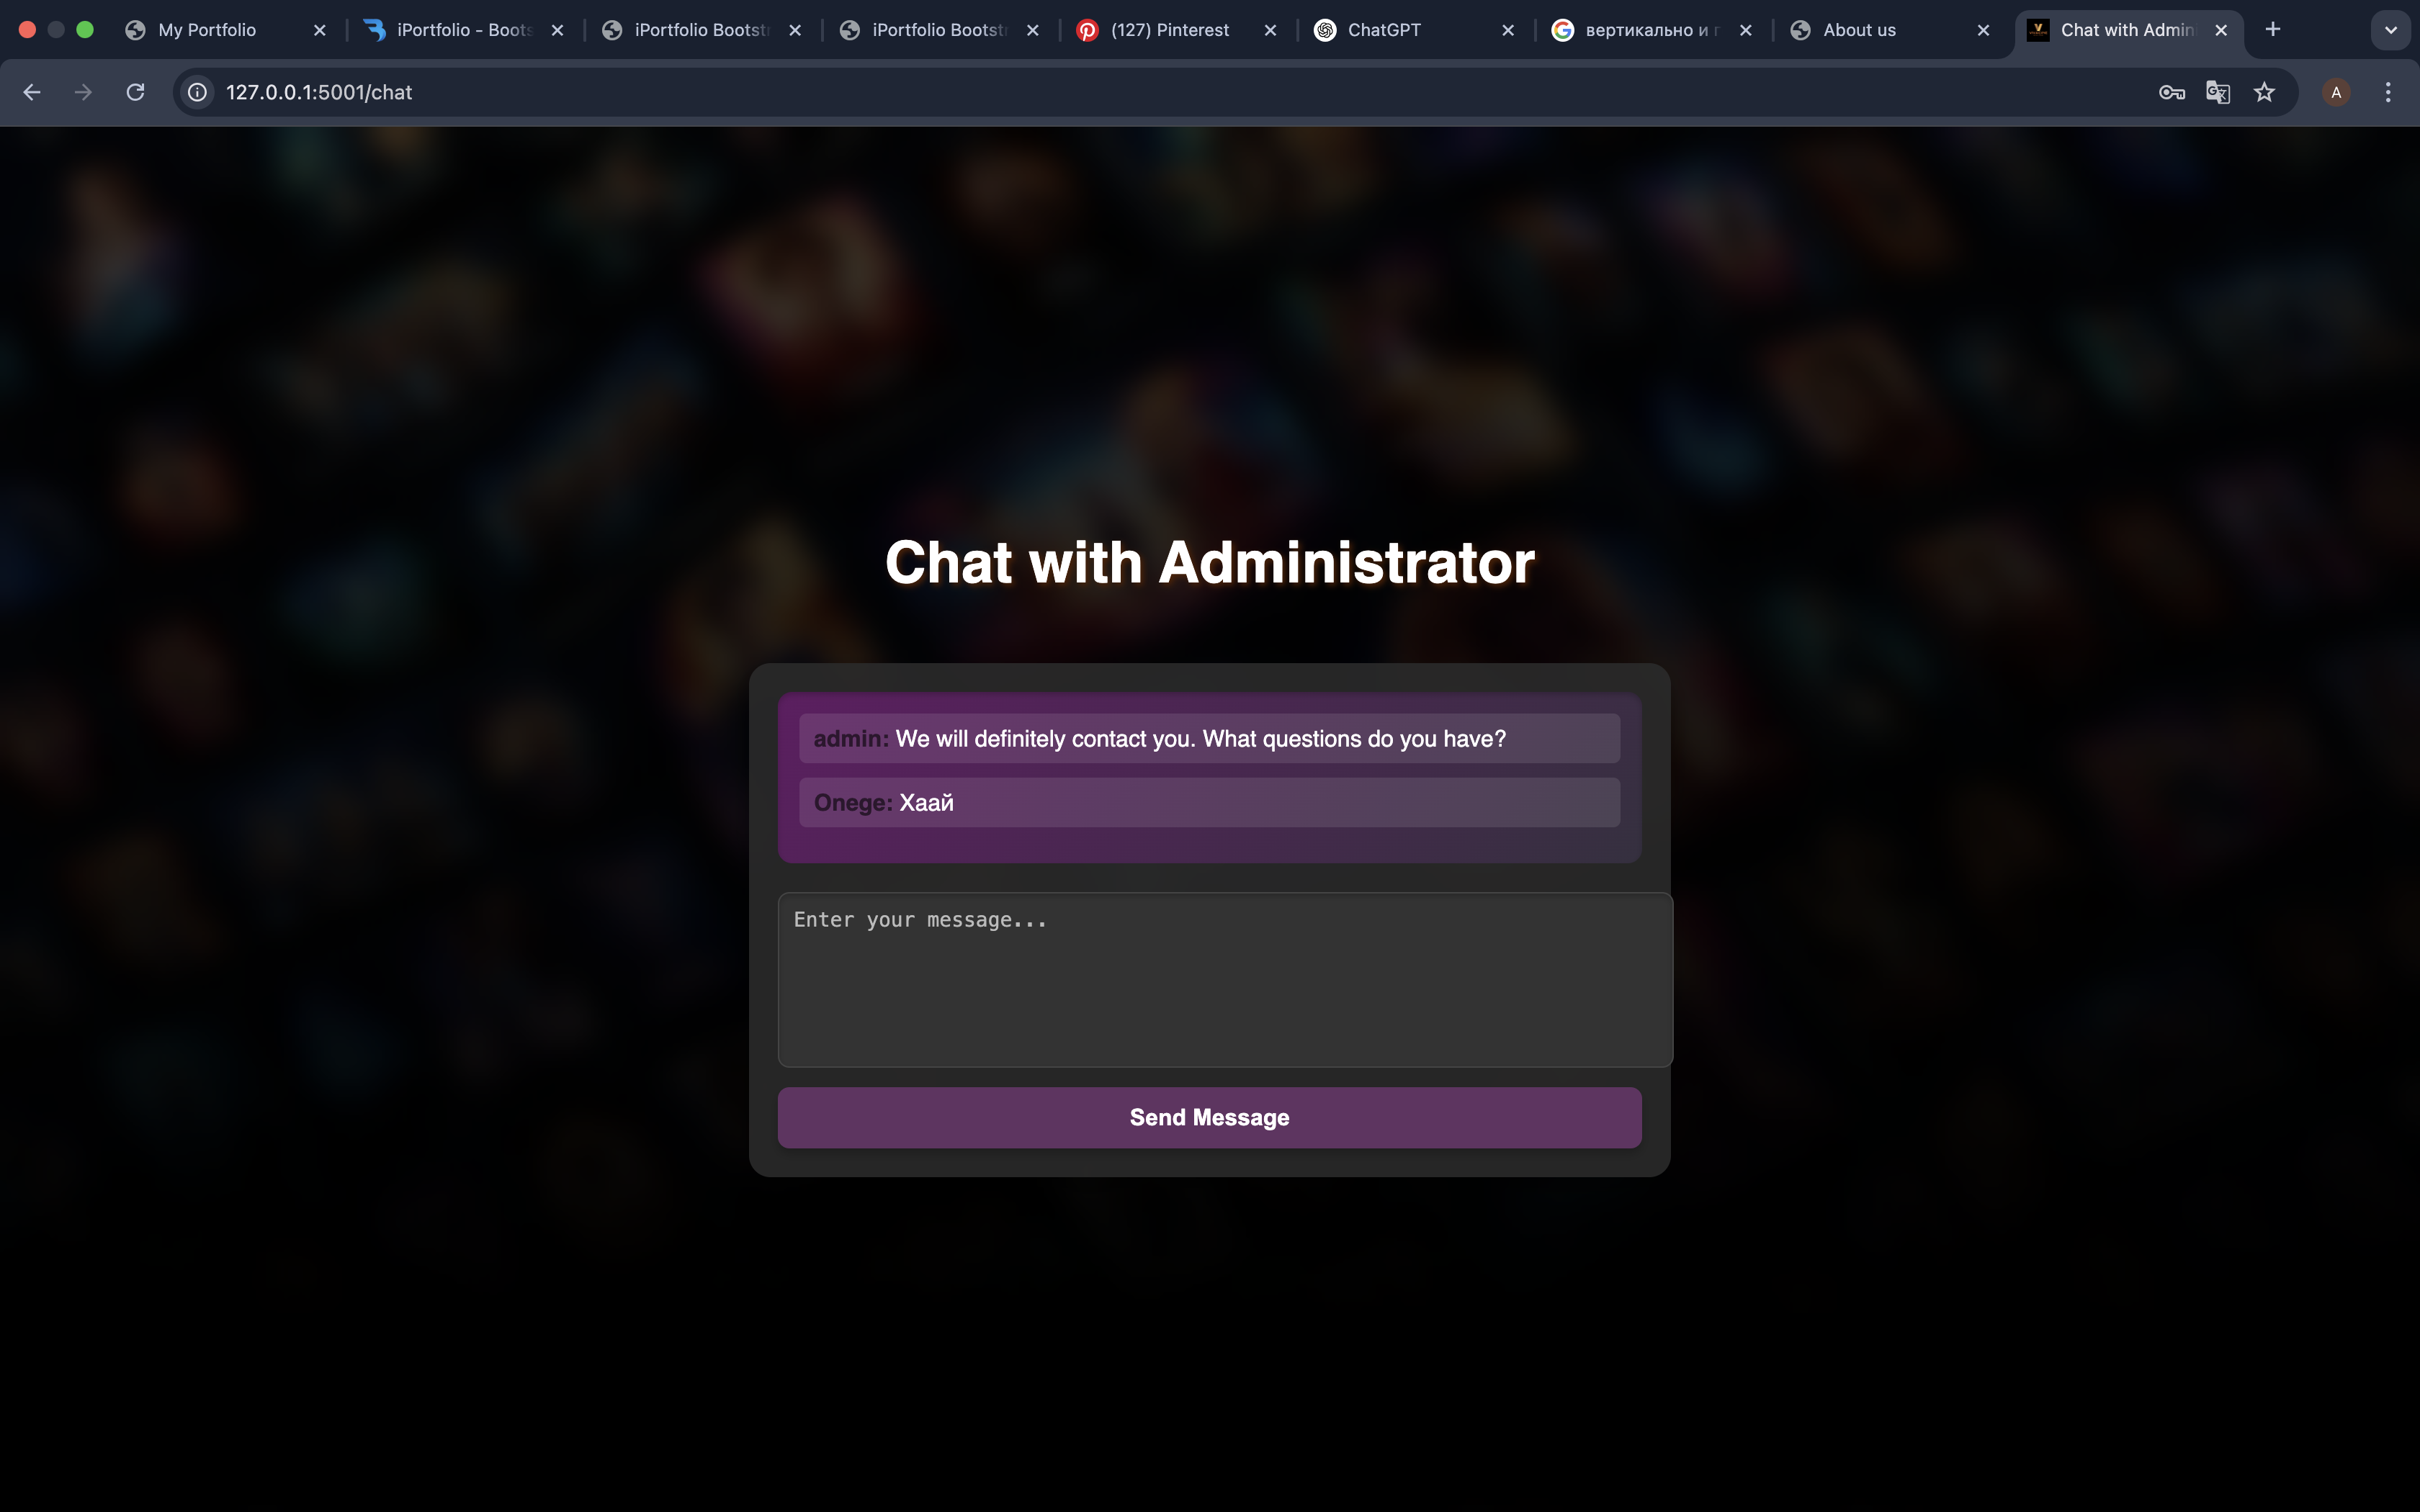 My Portfolio
iPortfolio - Boots
iPortfolio Bootst
iPortfolio Bootst
(127) Pinterest
ChatGPT
вертикально и г
About us
Chat with Admin
127.0.0.1:5001/chat
A
Chat with Administrator
admin: We will definitely contact you. What questions do you have?
Onege: Хаай
Enter your message...
Send Message